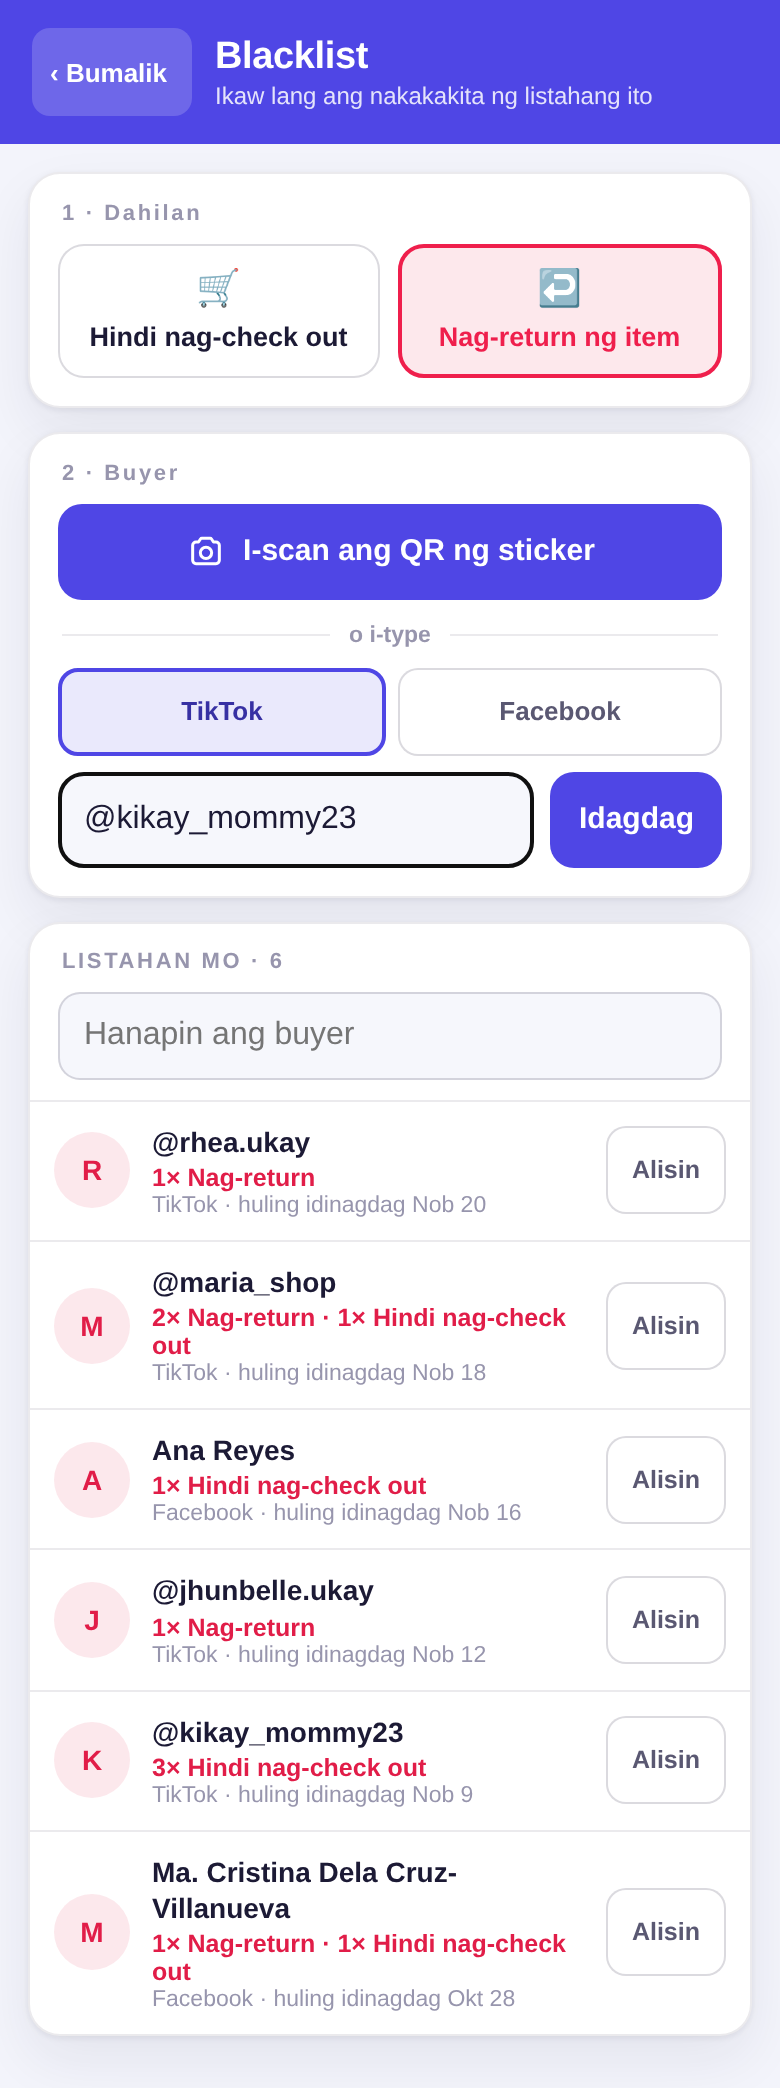 ‹ Bumalik
Blacklist
Ikaw lang ang nakakakita ng listahang ito
1 · Dahilan
Hindi nag-check out
Nag-return ng item
2 · Buyer
I-scan ang QR ng sticker
o i-type
TikTok
Facebook
@kikay_mommy23
Idagdag
LISTAHAN MO · 6
Hanapin ang buyer
R
@rhea.ukay
1× Nag-return
TikTok · huling idinagdag Nob 20
Alisin
M
@maria_shop
2× Nag-return · 1× Hindi nag-check
out
TikTok · huling idinagdag Nob 18
Alisin
A
Ana Reyes
1× Hindi nag-check out
Facebook · huling idinagdag Nob 16
Alisin
J
@jhunbelle.ukay
1× Nag-return
TikTok · huling idinagdag Nob 12
Alisin
K
@kikay_mommy23
3× Hindi nag-check out
TikTok · huling idinagdag Nob 9
Alisin
M
Ma. Cristina Dela Cruz-
Villanueva
1× Nag-return · 1× Hindi nag-check
out
Facebook · huling idinagdag Okt 28
Alisin